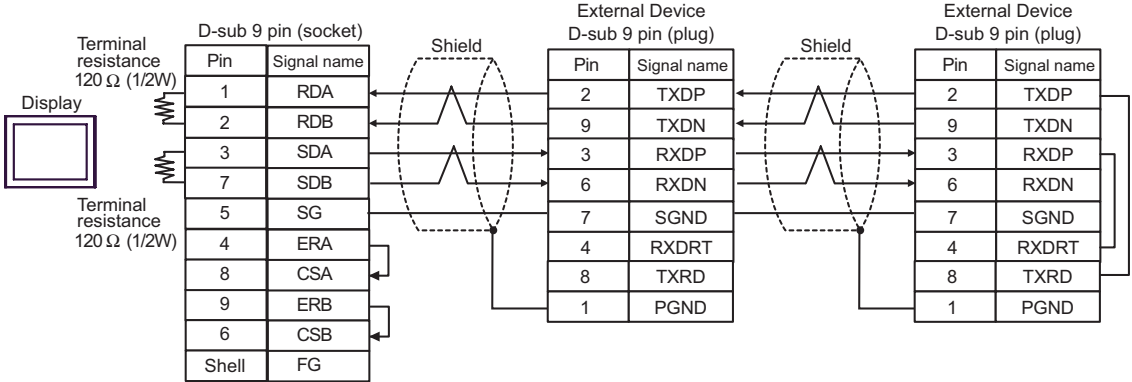 Display
Terminal
resistance
120 Ω (1/2W)
Terminal
resistance
120 Ω (1/2W)
D-sub 9 pin (socket)
Pin Signal name
1 RDA
2 RDB
3 SDA
7 SDB
5 SG
4 ERA
8 CSA
9 ERB
6 CSB
Shell FG
Shield
External Device
D-sub 9 pin (plug)
Pin Signal name
2 TXDP
9 TXDN
3 RXDP
6 RXDN
7 SGND
4 RXDRT
8 TXRD
1 PGND
Shield
External Device
D-sub 9 pin (plug)
Pin Signal name
2 TXDP
9 TXDN
3 RXDP
6 RXDN
7 SGND
4 RXDRT
8 TXRD
1 PGND